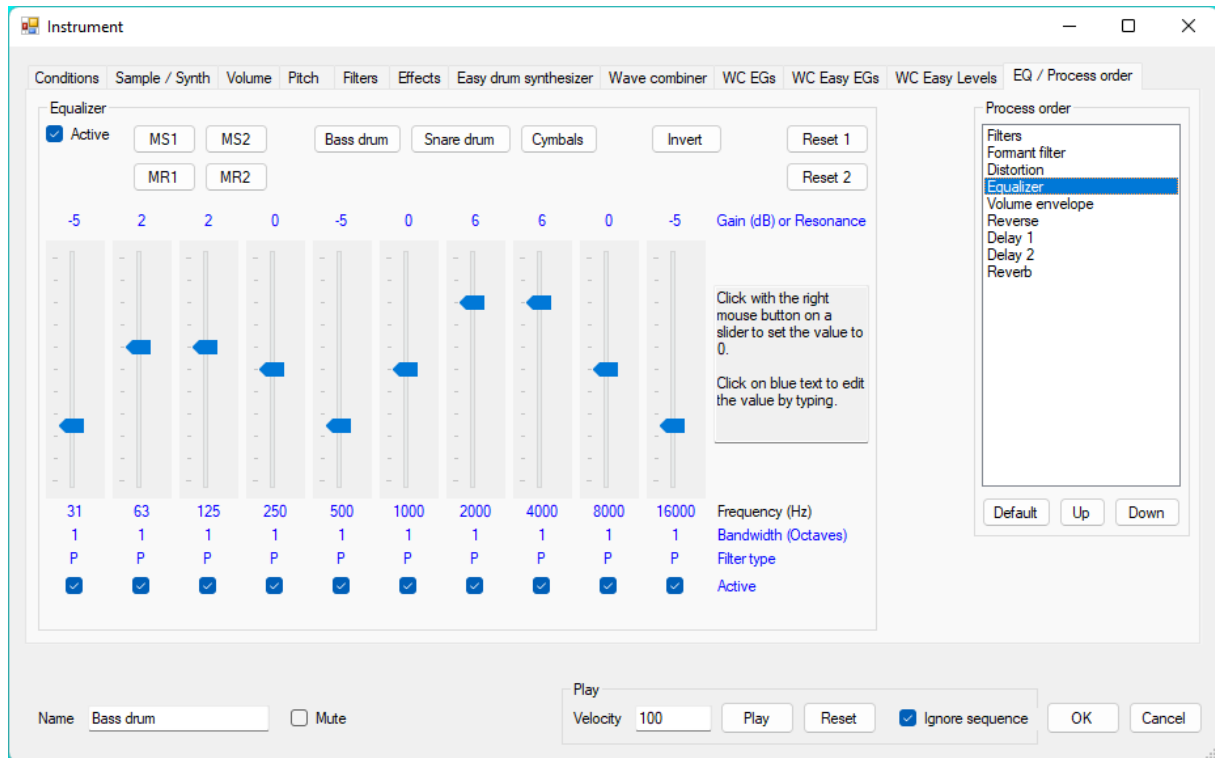 Instrument
Conditions Sample / Synth Volume Pitch Filters Effects Easy drum synthesizer Wave combiner WC EGs WC Easy EGs WC Easy Levels EQ / Process order
Equalizer
Active MS1 MS2 Bass drum Snare drum Cymbals Invert Reset 1
MR1 MR2 Reset 2
-5 2 2 0 -5 0 6 6 0 -5 Gain (dB) or Resonance
Click with the right
mouse button on a
slider to set the value to
0.
Click on blue text to edit
the value by typing.
31 63 125 250 500 1000 2000 4000 8000 16000 Frequency (Hz)
1 1 1 1 1 1 1 1 1 1 Bandwidth (Octaves)
P P P P P P P P P P Filter type
Active
Process order
Filters
Formant filter
Distortion
Equalizer
Volume envelope
Reverse
Delay 1
Delay 2
Reverb
Default Up Down
Name Bass drum Mute
Play
Velocity 100 Play Reset Ignore sequence OK Cancel